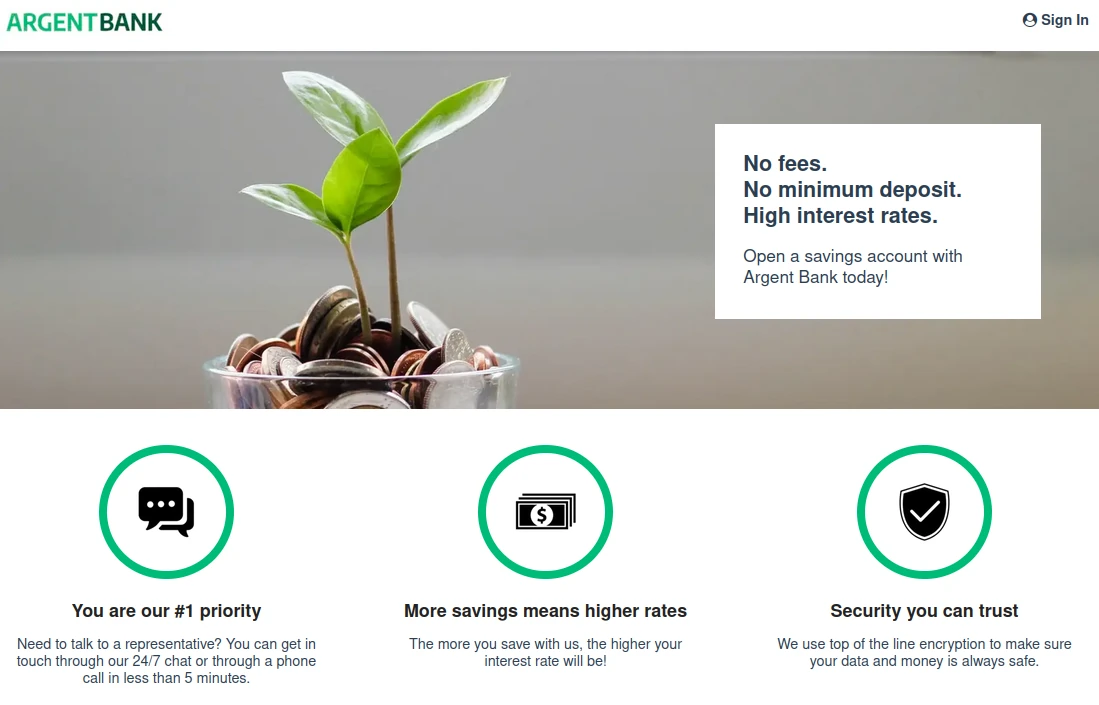 ARGENTBANK
Sign In
No fees.
No minimum deposit.
High interest rates.
Open a savings account with
Argent Bank today!
You are our #1 priority
Need to talk to a representative? You can get in
touch through our 24/7 chat or through a phone
call in less than 5 minutes.
More savings means higher rates
The more you save with us, the higher your
interest rate will be!
Security you can trust
We use top of the line encryption to make sure
your data and money is always safe.